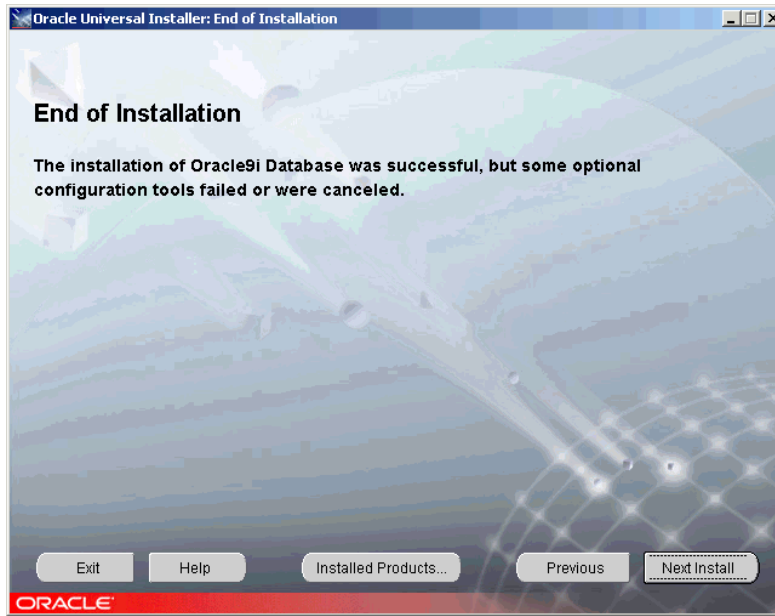 Oracle Universal Installer: End of Installation
End of Installation
The installation of Oracle9i Database was successful, but some optional
configuration tools failed or were canceled.
Exit Help Installed Products... Previous Next Install
ORACLE